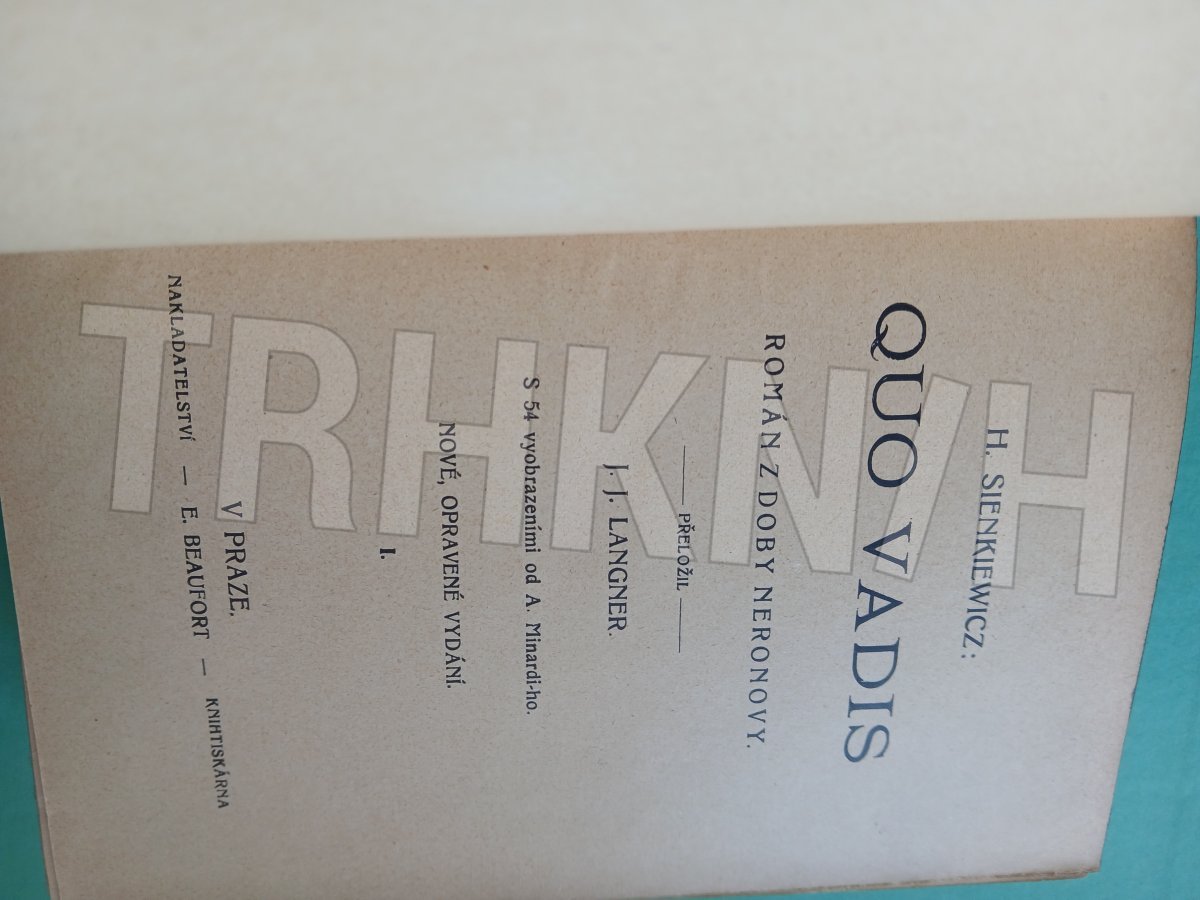 H. SIENKIEWICZ:
QUO VADIS
ROMÁN Z DOBY NERONOVY.
PŘELOŽIL
J. J. LANGNER.
S 54 vyobrazeními od A. Minardi-ho.
NOVÉ, OPRAVENÉ VYDÁNÍ.
I.
V PRAZE.
NAKLADATELSTVÍ — E. BEAUFORT — KNIHTISKÁRNA
TRHKNIH